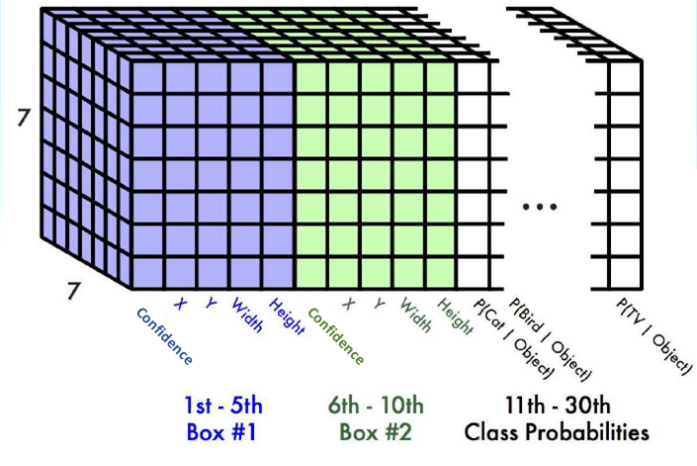 7
7
Confidence
X
Y
Width
Height
Confidence
X
Y
Width
Height
P(Cat | Object)
P(Bird | Object)
...
P(TV | Object)
1st - 5th
Box #1
6th - 10th
Box #2
11th - 30th
Class Probabilities